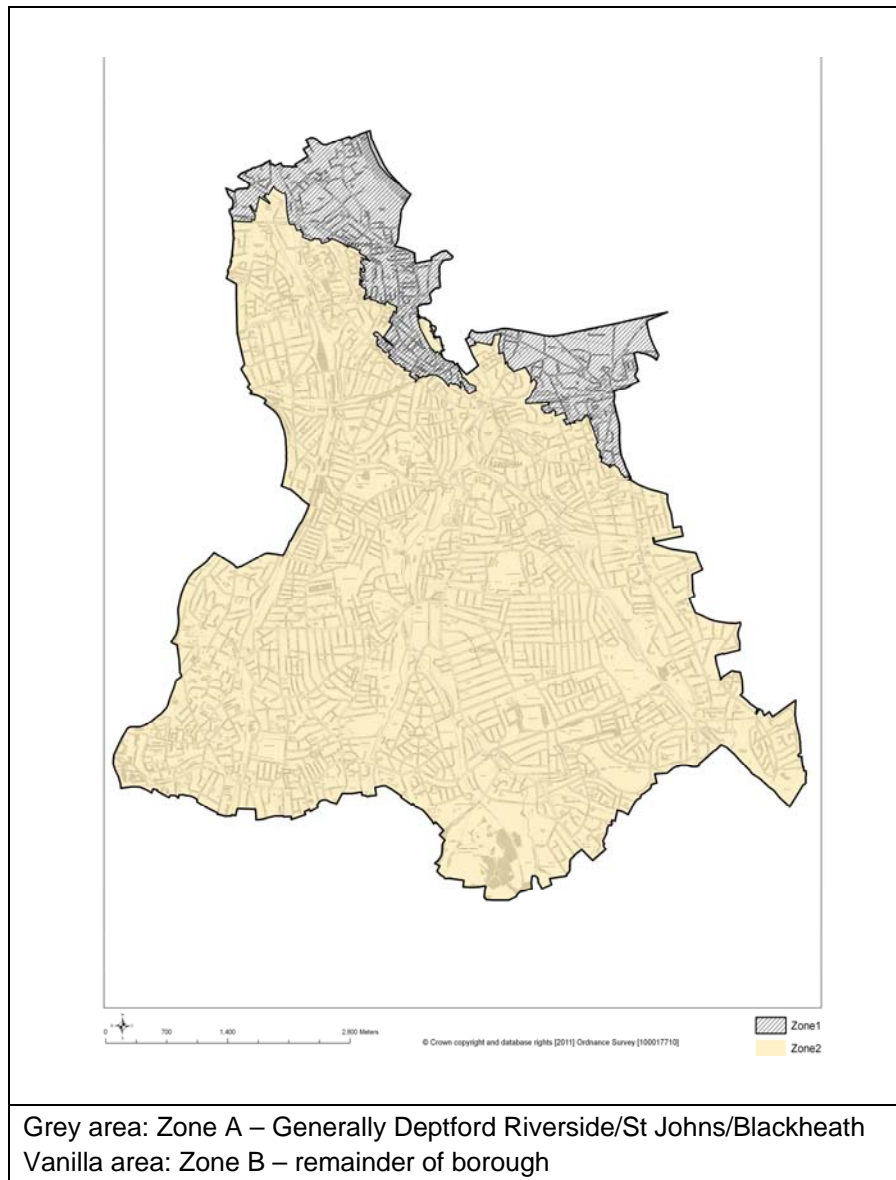 0 700 1,400 2,800 Meters
© Crown copyright and database rights [2011] Ordnance Survey [100017710]
Zone1
Zone2
Grey area: Zone A – Generally Deptford Riverside/St Johns/Blackheath
Vanilla area: Zone B – remainder of borough